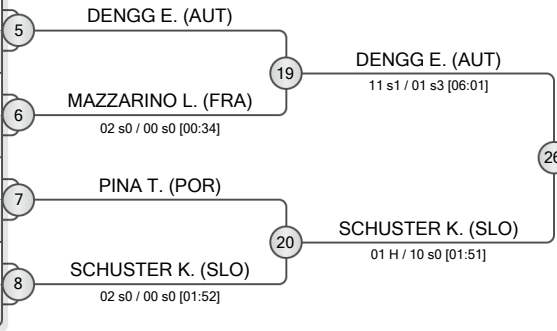 5
DENGG E. (AUT)
19
DENGG E. (AUT)
11 s1 / 01 s3 [06:01]
6
MAZZARINO L. (FRA)
02 s0 / 00 s0 [00:34]
26
7
PINA T. (POR)
20
SCHUSTER K. (SLO)
01 H / 10 s0 [01:51]
8
SCHUSTER K. (SLO)
02 s0 / 00 s0 [01:52]